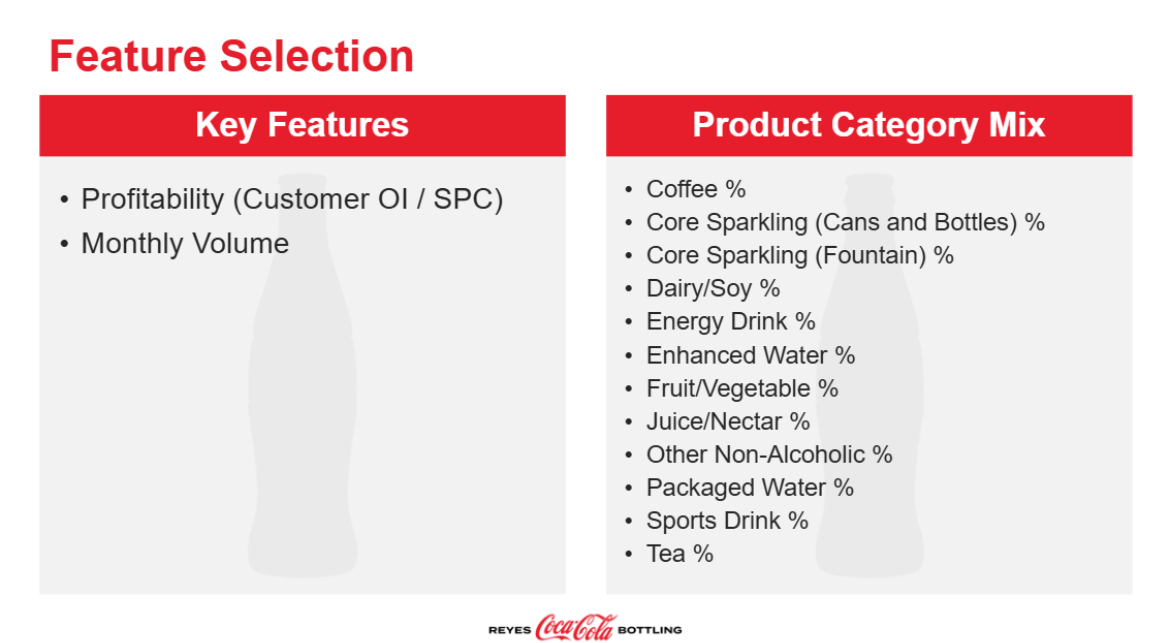 Feature Selection
Key Features
• Profitability (Customer OI / SPC)
• Monthly Volume
Product Category Mix
• Coffee %
• Core Sparkling (Cans and Bottles) %
• Core Sparkling (Fountain) %
• Dairy/Soy %
• Energy Drink %
• Enhanced Water %
• Fruit/Vegetable %
• Juice/Nectar %
• Other Non-Alcoholic %
• Packaged Water %
• Sports Drink %
• Tea %
REYES Coca-Cola BOTTLING